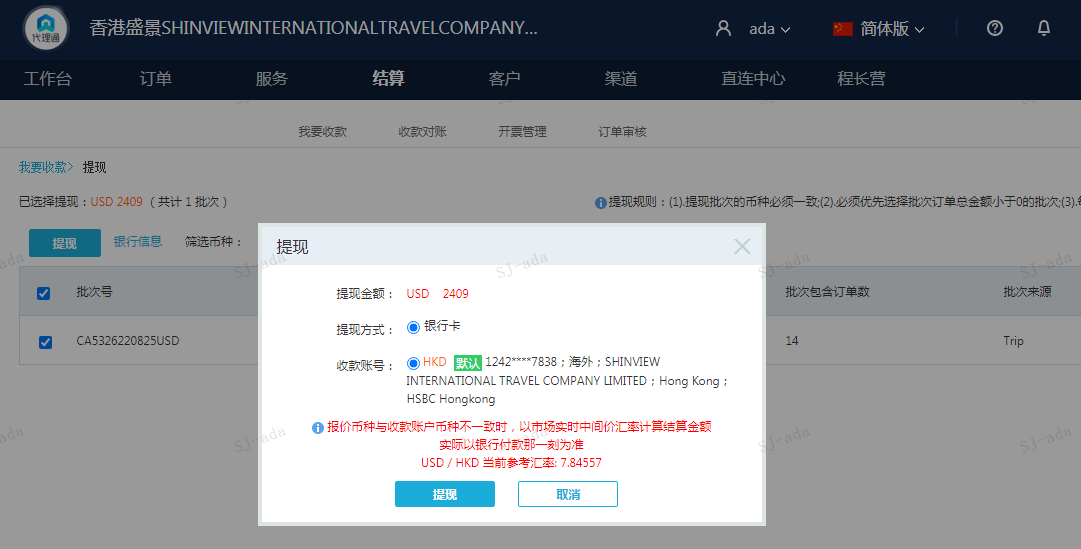 代理通
香港盛景SHINVIEWINTERNATIONALTRAVELCOMPANY...
ada
简体版
工作台 订单 服务 结算 客户 渠道 直连中心 程长营
我要收款 收款对账 开票管理 订单审核
我要收款> 提现
已选择提现：USD 2409 （共计 1 批次 ）
提现规则：(1).提现批次的币种必须一致;(2).必须优先选择批次订单总金额小于0的批次;(3).
提现 银行信息 筛选币种：
批次号 批次包含订单数 批次来源
CA5326220825USD 14 Trip
提现
提现金额： USD 2409
提现方式： 银行卡
收款账号： HKD 默认 1242****7838；海外；SHINVIEW
INTERNATIONAL TRAVEL COMPANY LIMITED；Hong Kong；
HSBC Hongkong
报价币种与收款账户币种不一致时，以市场实时中间价汇率计算结算金额
实际以银行付款那一刻为准
USD / HKD 当前参考汇率: 7.84557
提现 取消
SJ-ada
SJ-ada
SJ-ada
SJ-ada
SJ-ada
SJ-ada
SJ-ada